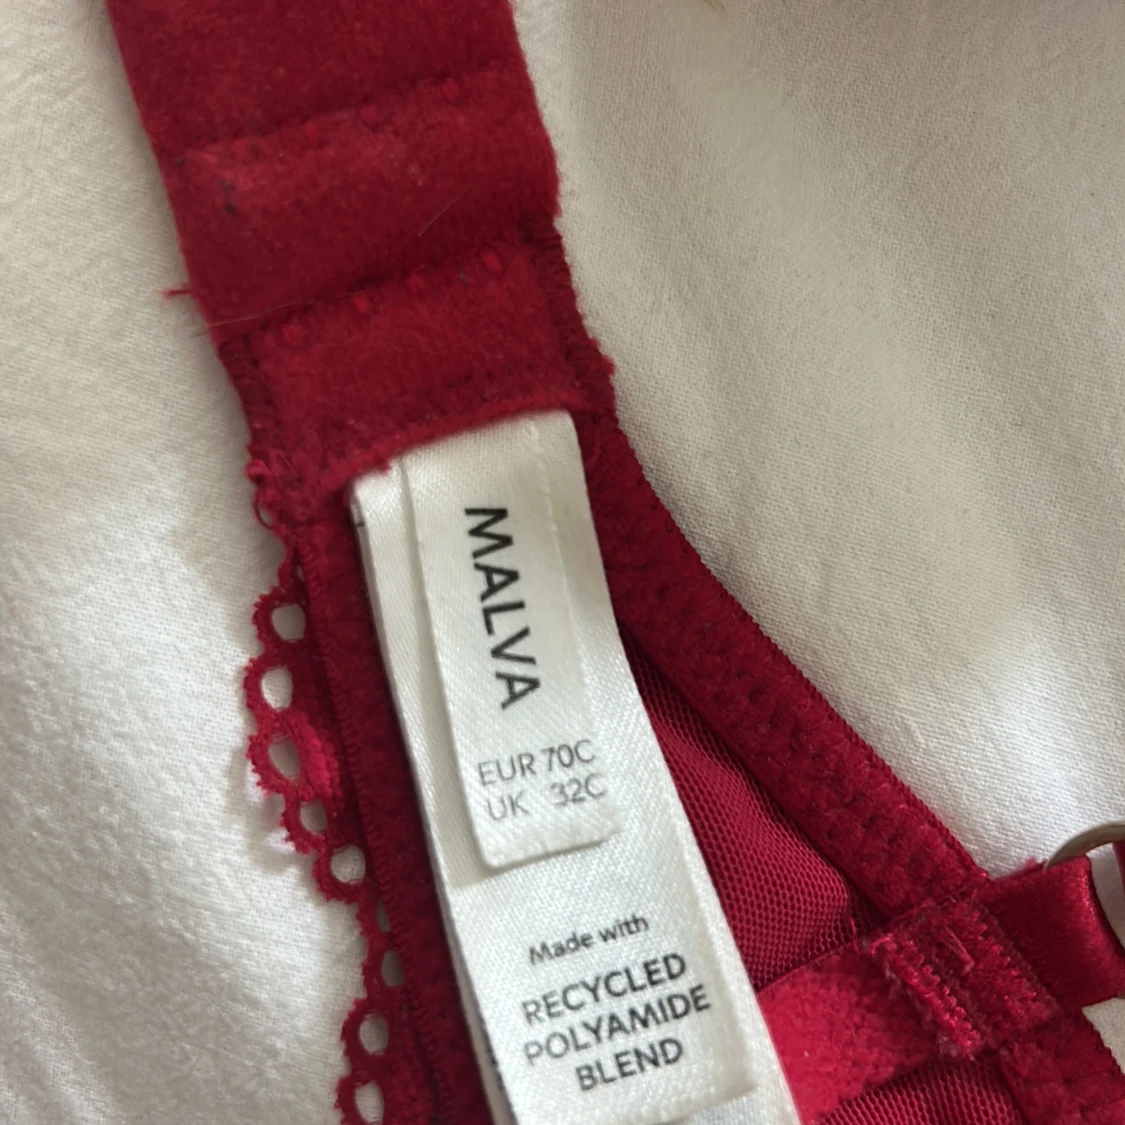 MALVA
EUR 70C
UK 32C
Made with
RECYCLED
POLYAMIDE
BLEND